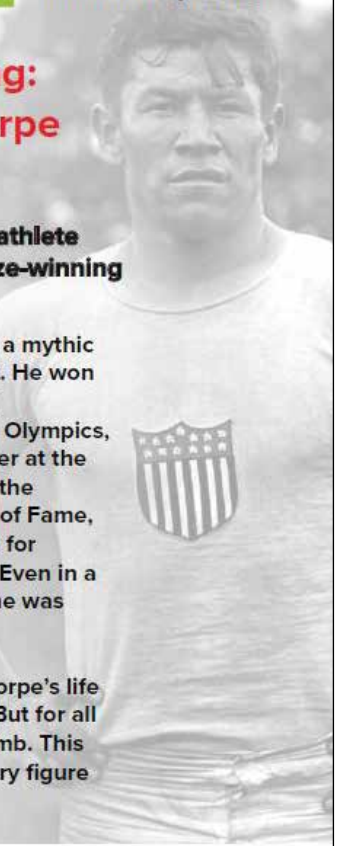 g:
rpe
athlete
ze-winning
a mythic
. He won
Olympics,
er at the
the
of Fame,
for
Even in a
he was
orpe's life
But for all
mb. This
ry figure